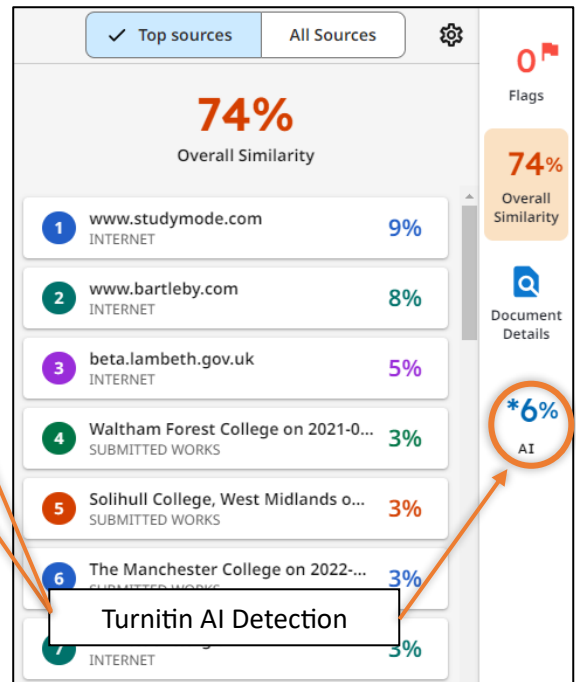 Top sources
All Sources
74%
Overall Similarity
1
www.studymode.com
INTERNET
9%
2
www.bartleby.com
INTERNET
8%
3
beta.lambeth.gov.uk
INTERNET
5%
4
Waltham Forest College on 2021-0...
SUBMITTED WORKS
3%
5
Solihull College, West Midlands o...
SUBMITTED WORKS
3%
6
The Manchester College on 2022-...
SUBMITTED WORKS
3%
Turnitin AI Detection
7
INTERNET
3%
0
Flags
74%
Overall
Similarity
Document
Details
*6%
AI